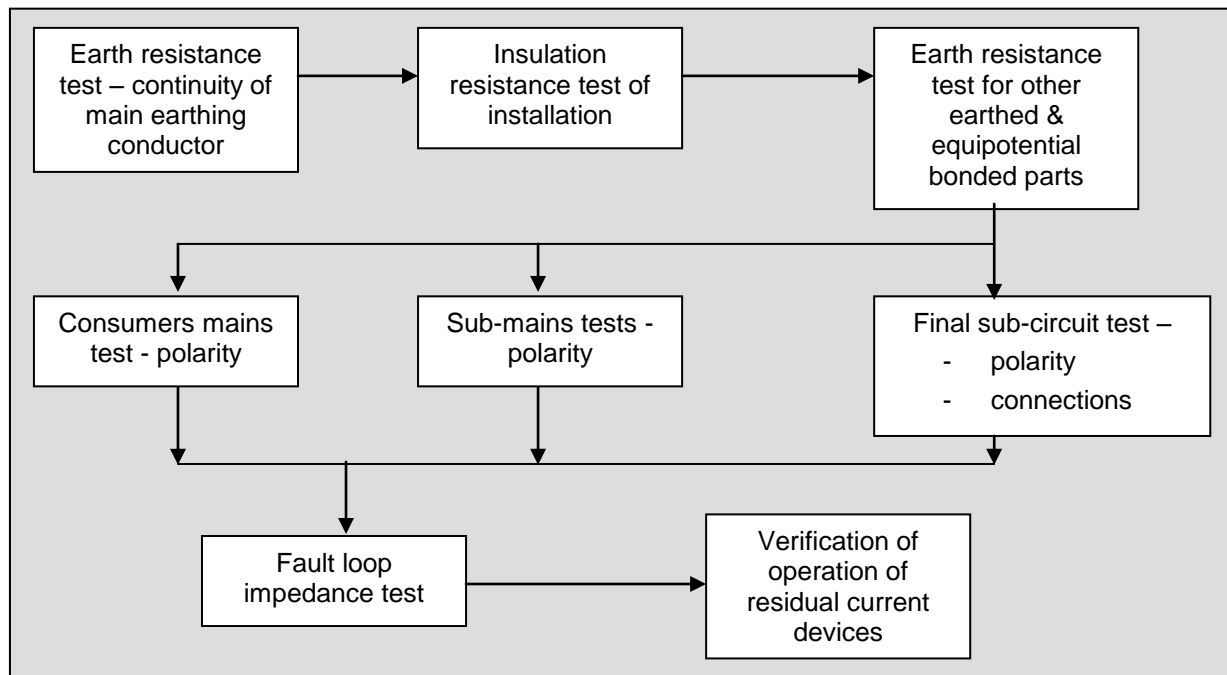 Earth resistance
test – continuity of
main earthing
conductor
Insulation
resistance test of
installation
Earth resistance
test for other
earthed &
equipotential
bonded parts
Consumers mains
test - polarity
Sub-mains tests -
polarity
Final sub-circuit test –
- polarity
- connections
Fault loop
impedance test
Verification of
operation of
residual current
devices